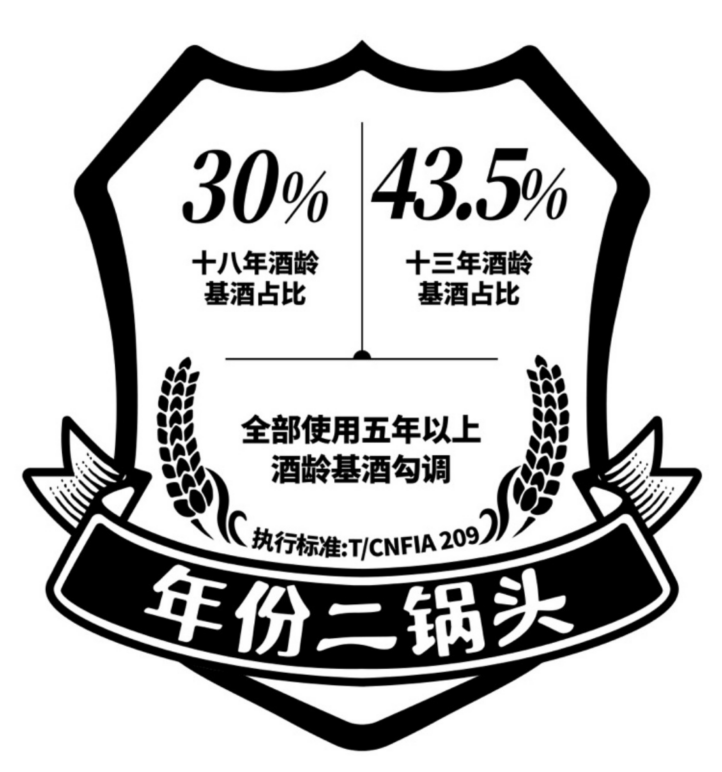 30%
十八年酒龄
基酒占比
43.5%
十三年酒龄
基酒占比
全部使用五年以上
酒龄基酒勾调
执行标准:T/CNFIA 209
年份二锅头